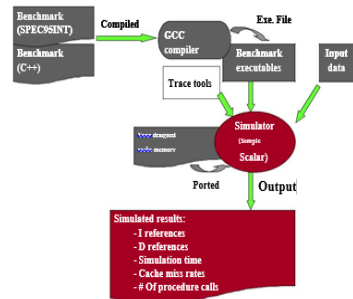 Benchmark
(SPEC95INT)
Benchmark
(C++)
Compiled
GCC
compiler
Exe. File
Benchmark
executables
Input
data
Trace tools
Simulator
(Simple
Scalar)
designed
memory
Ported
Output
Simulated results:
- I references
- D references
- Simulation time
- Cache miss rates
- # Of procedure calls